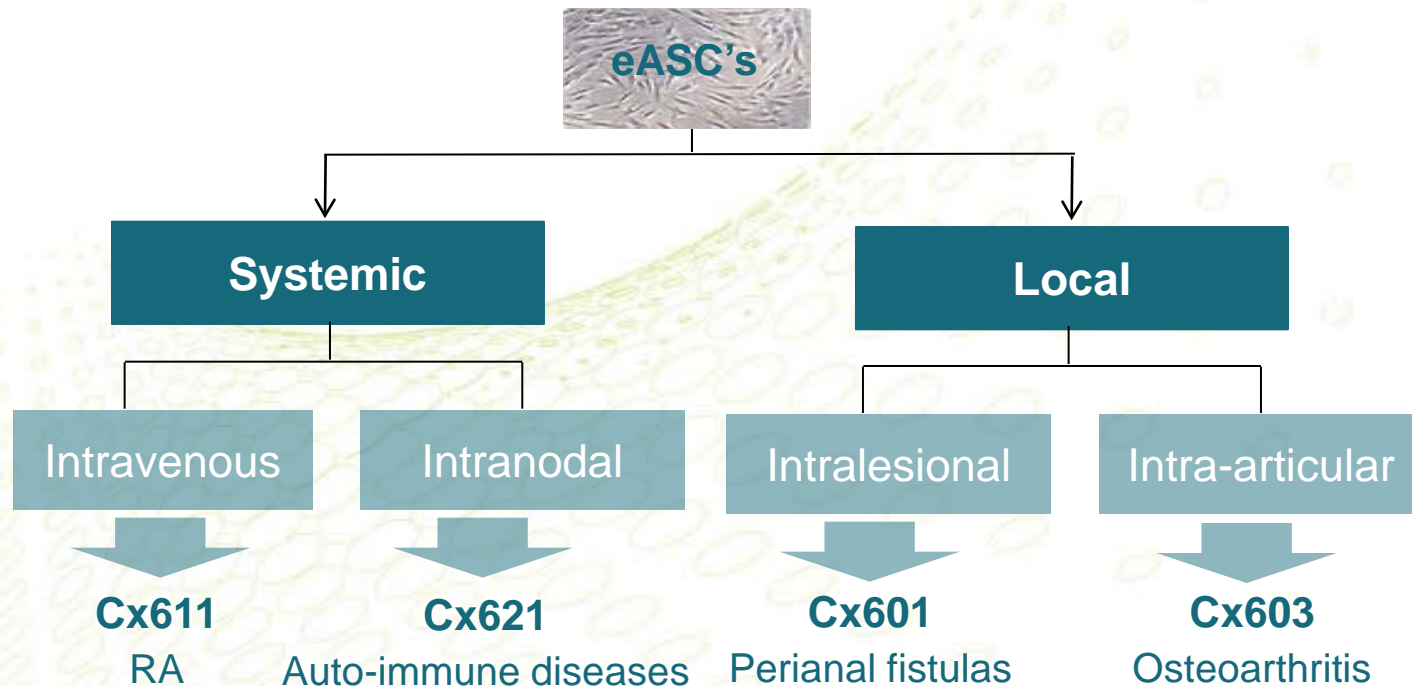 eASC’s
Systemic
Local
Intravenous
Intranodal
Intralesional
Intra-articular
Cx611
RA
Cx621
Auto-immune diseases
Cx601
Perianal fistulas
Cx603
Osteoarthritis